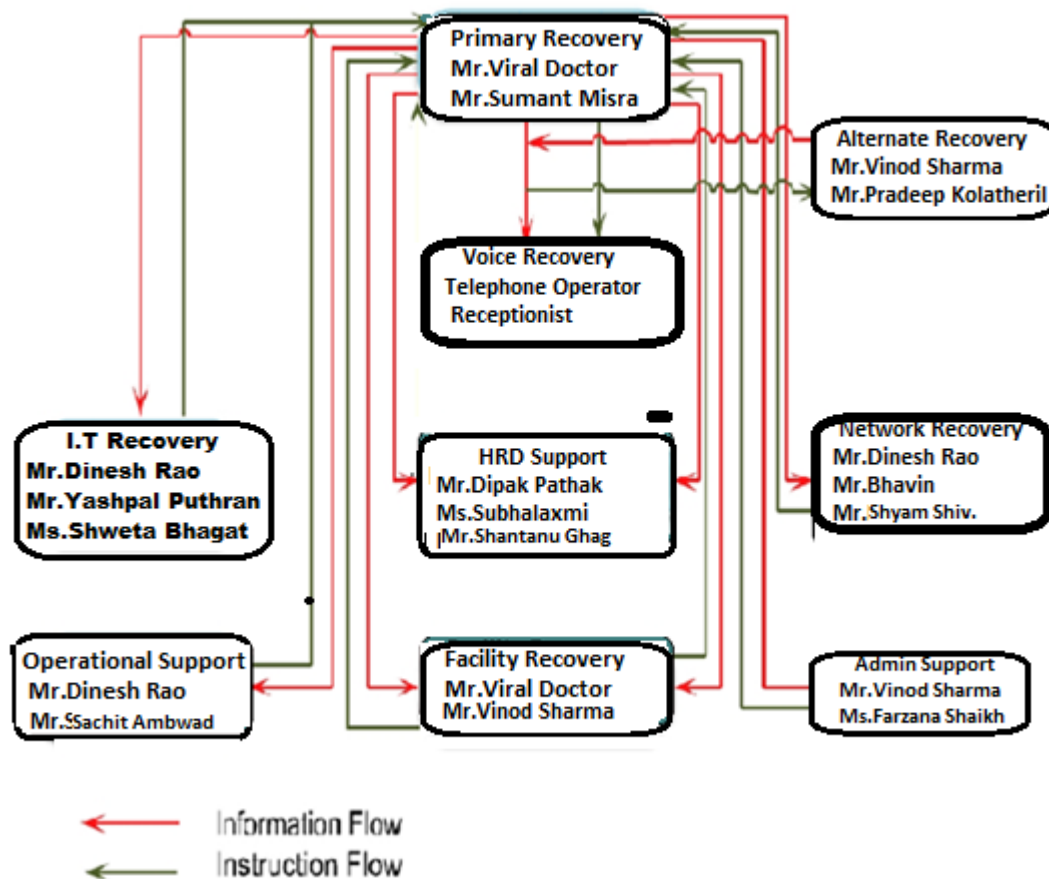 Primary Recovery
Mr.Viral Doctor
Mr.Sumant Misra
Alternate Recovery
Mr.Vinod Sharma
Mr.Pradeep Kolatheril
Voice Recovery
Telephone Operator
Receptionist
I.T Recovery
Mr.Dinesh Rao
Mr.Yashpal Puthran
Ms.Shweta Bhagat
HRD Support
Mr.Dipak Pathak
Ms.Subhalaxmi
Mr.Shantanu Ghag
Network Recovery
Mr.Dinesh Rao
Mr.Bhavin
Mr.Shyam Shiv.
Operational Support
Mr.Dinesh Rao
Mr.Sachit Ambwad
Facility Recovery
Mr.Viral Doctor
Mr.Vinod Sharma
Admin Support
Mr.Vinod Sharma
Ms.Farzana Shaikh
Information Flow
Instruction Flow